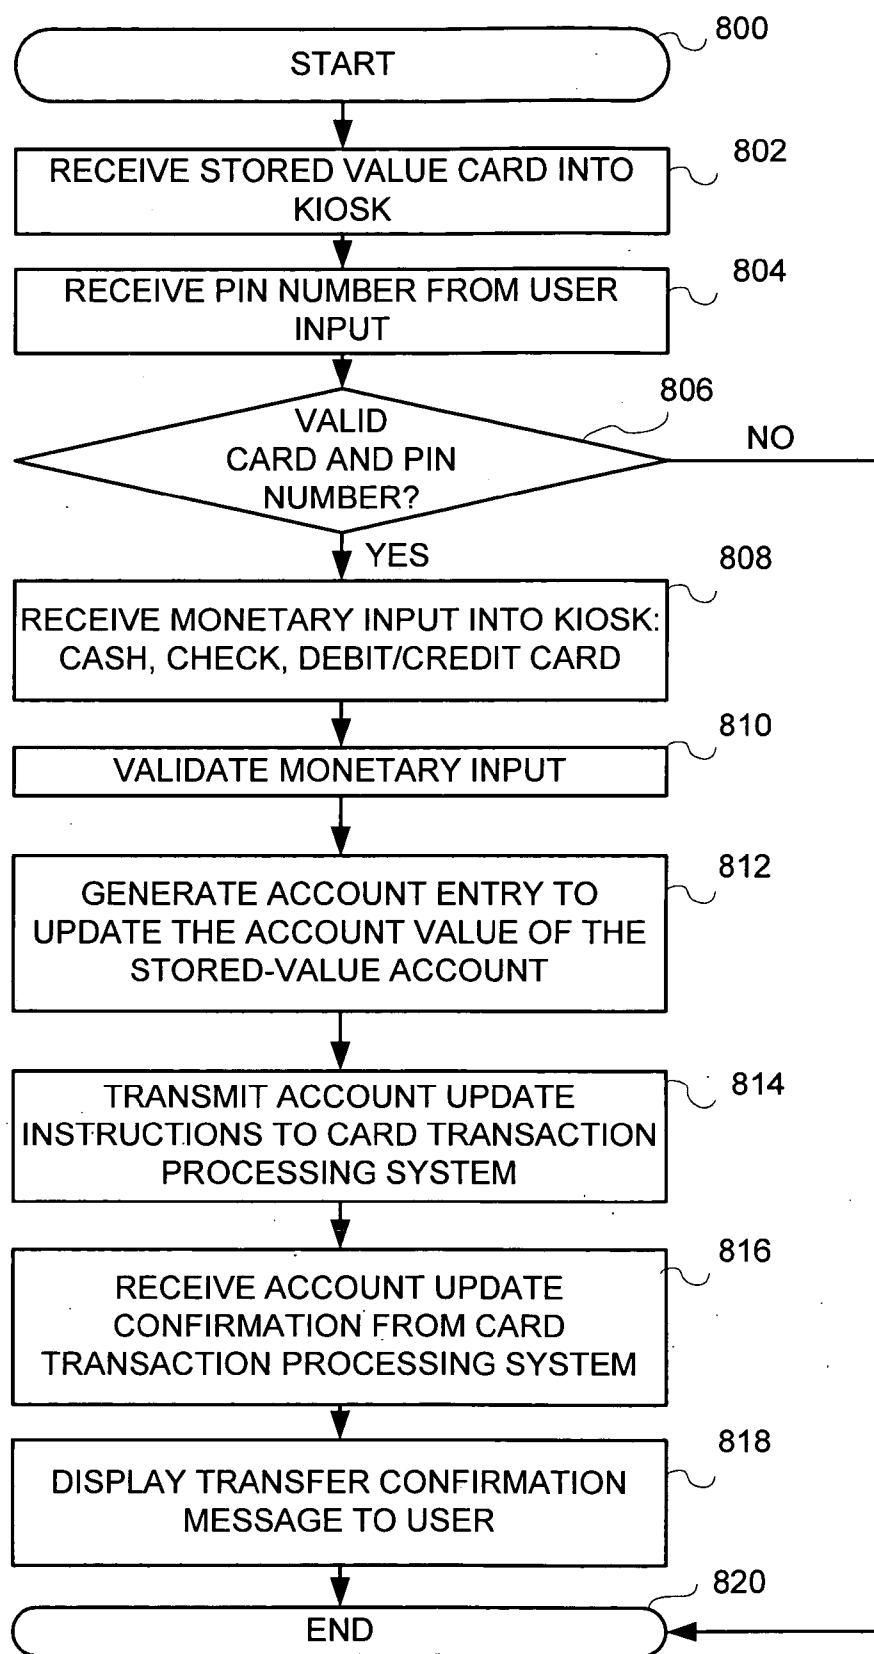 800
START
802
RECEIVE STORED VALUE CARD INTO
KIOSK
804
RECEIVE PIN NUMBER FROM USER
INPUT
806
VALID
CARD AND PIN
NUMBER?
NO
YES
808
RECEIVE MONETARY INPUT INTO KIOSK:
CASH, CHECK, DEBIT/CREDIT CARD
810
VALIDATE MONETARY INPUT
812
GENERATE ACCOUNT ENTRY TO
UPDATE THE ACCOUNT VALUE OF THE
STORED-VALUE ACCOUNT
814
TRANSMIT ACCOUNT UPDATE
INSTRUCTIONS TO CARD TRANSACTION
PROCESSING SYSTEM
816
RECEIVE ACCOUNT UPDATE
CONFIRMATION FROM CARD
TRANSACTION PROCESSING SYSTEM
818
DISPLAY TRANSFER CONFIRMATION
MESSAGE TO USER
820
END